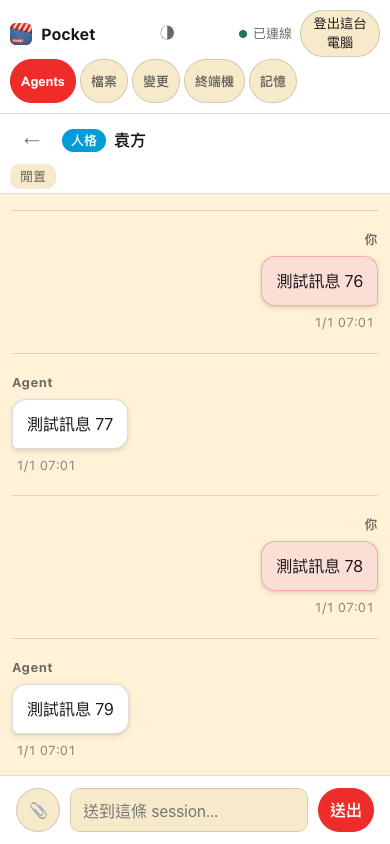 Pocket
已連線
登出這台
電腦
Agents
檔案
變更
終端機
記憶
← 人格 袁方
閒置
你
測試訊息 76
1/1 07:01
Agent
測試訊息 77
1/1 07:01
你
測試訊息 78
1/1 07:01
Agent
測試訊息 79
1/1 07:01
送到這條 session...
送出